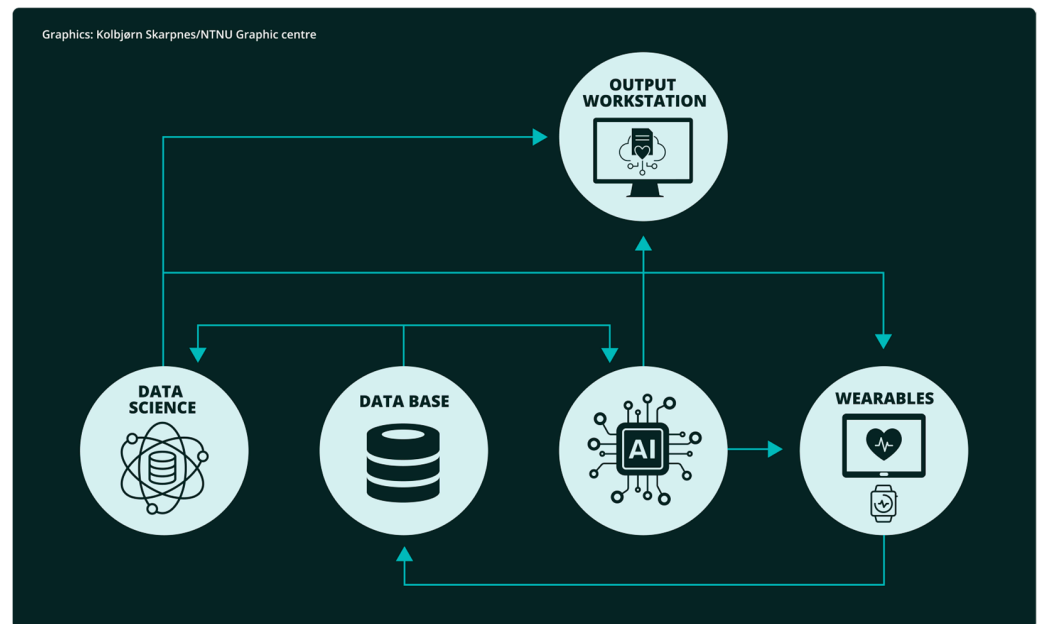 Graphics: Kolbjørn Skarpnes/NTNU Graphic centre
OUTPUT
WORKSTATION
DATA
SCIENCE
DATA BASE
AI
WEARABLES